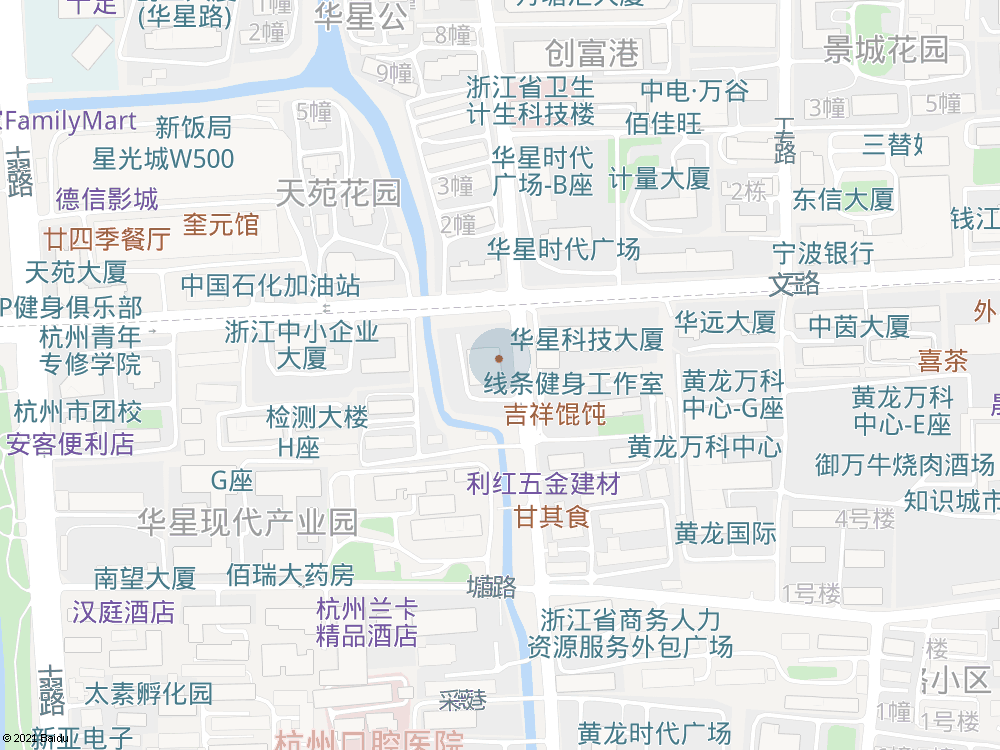 华星公
(华星路)
2幢
8幢
9幢
创富港
景城花园
FamilyMart
新饭局
5幢
浙江省卫生
计生科技楼
中电·万谷
佰佳旺
3幢
5幢
星光城W500
华星时代
广场-B座
计量大厦
三替
德信影城
天苑花园
3幢
2栋
东信大厦
奎元馆
2幢
钱江
廿四季餐厅
华星时代广场
宁波银行
天苑大厦
中国石化加油站
P健身俱乐部
外
浙江中小企业
大厦
华远大厦
中茵大厦
杭州青年
专修学院
华星科技大厦
喜茶
线条健身工作室
黄龙万科
中心-G座
黄龙万科
中心-E座
杭州市团校
检测大楼
H座
吉祥馄饨
安客便利店
黄龙万科中心
御万牛烧肉酒场
G座
利红五金建材
知识城市
华星现代产业园
甘其食
黄龙国际
4号楼
南望大厦
佰瑞大药房
1号楼
汉庭酒店
杭州兰卡
精品酒店
浙江省商务人力
资源服务外包广场
号楼
路小区
太素孵化园
采薇巷
1幢
1号楼
新亚电子
杭州口腔医院
黄龙时代广场
© 2021 Baidu